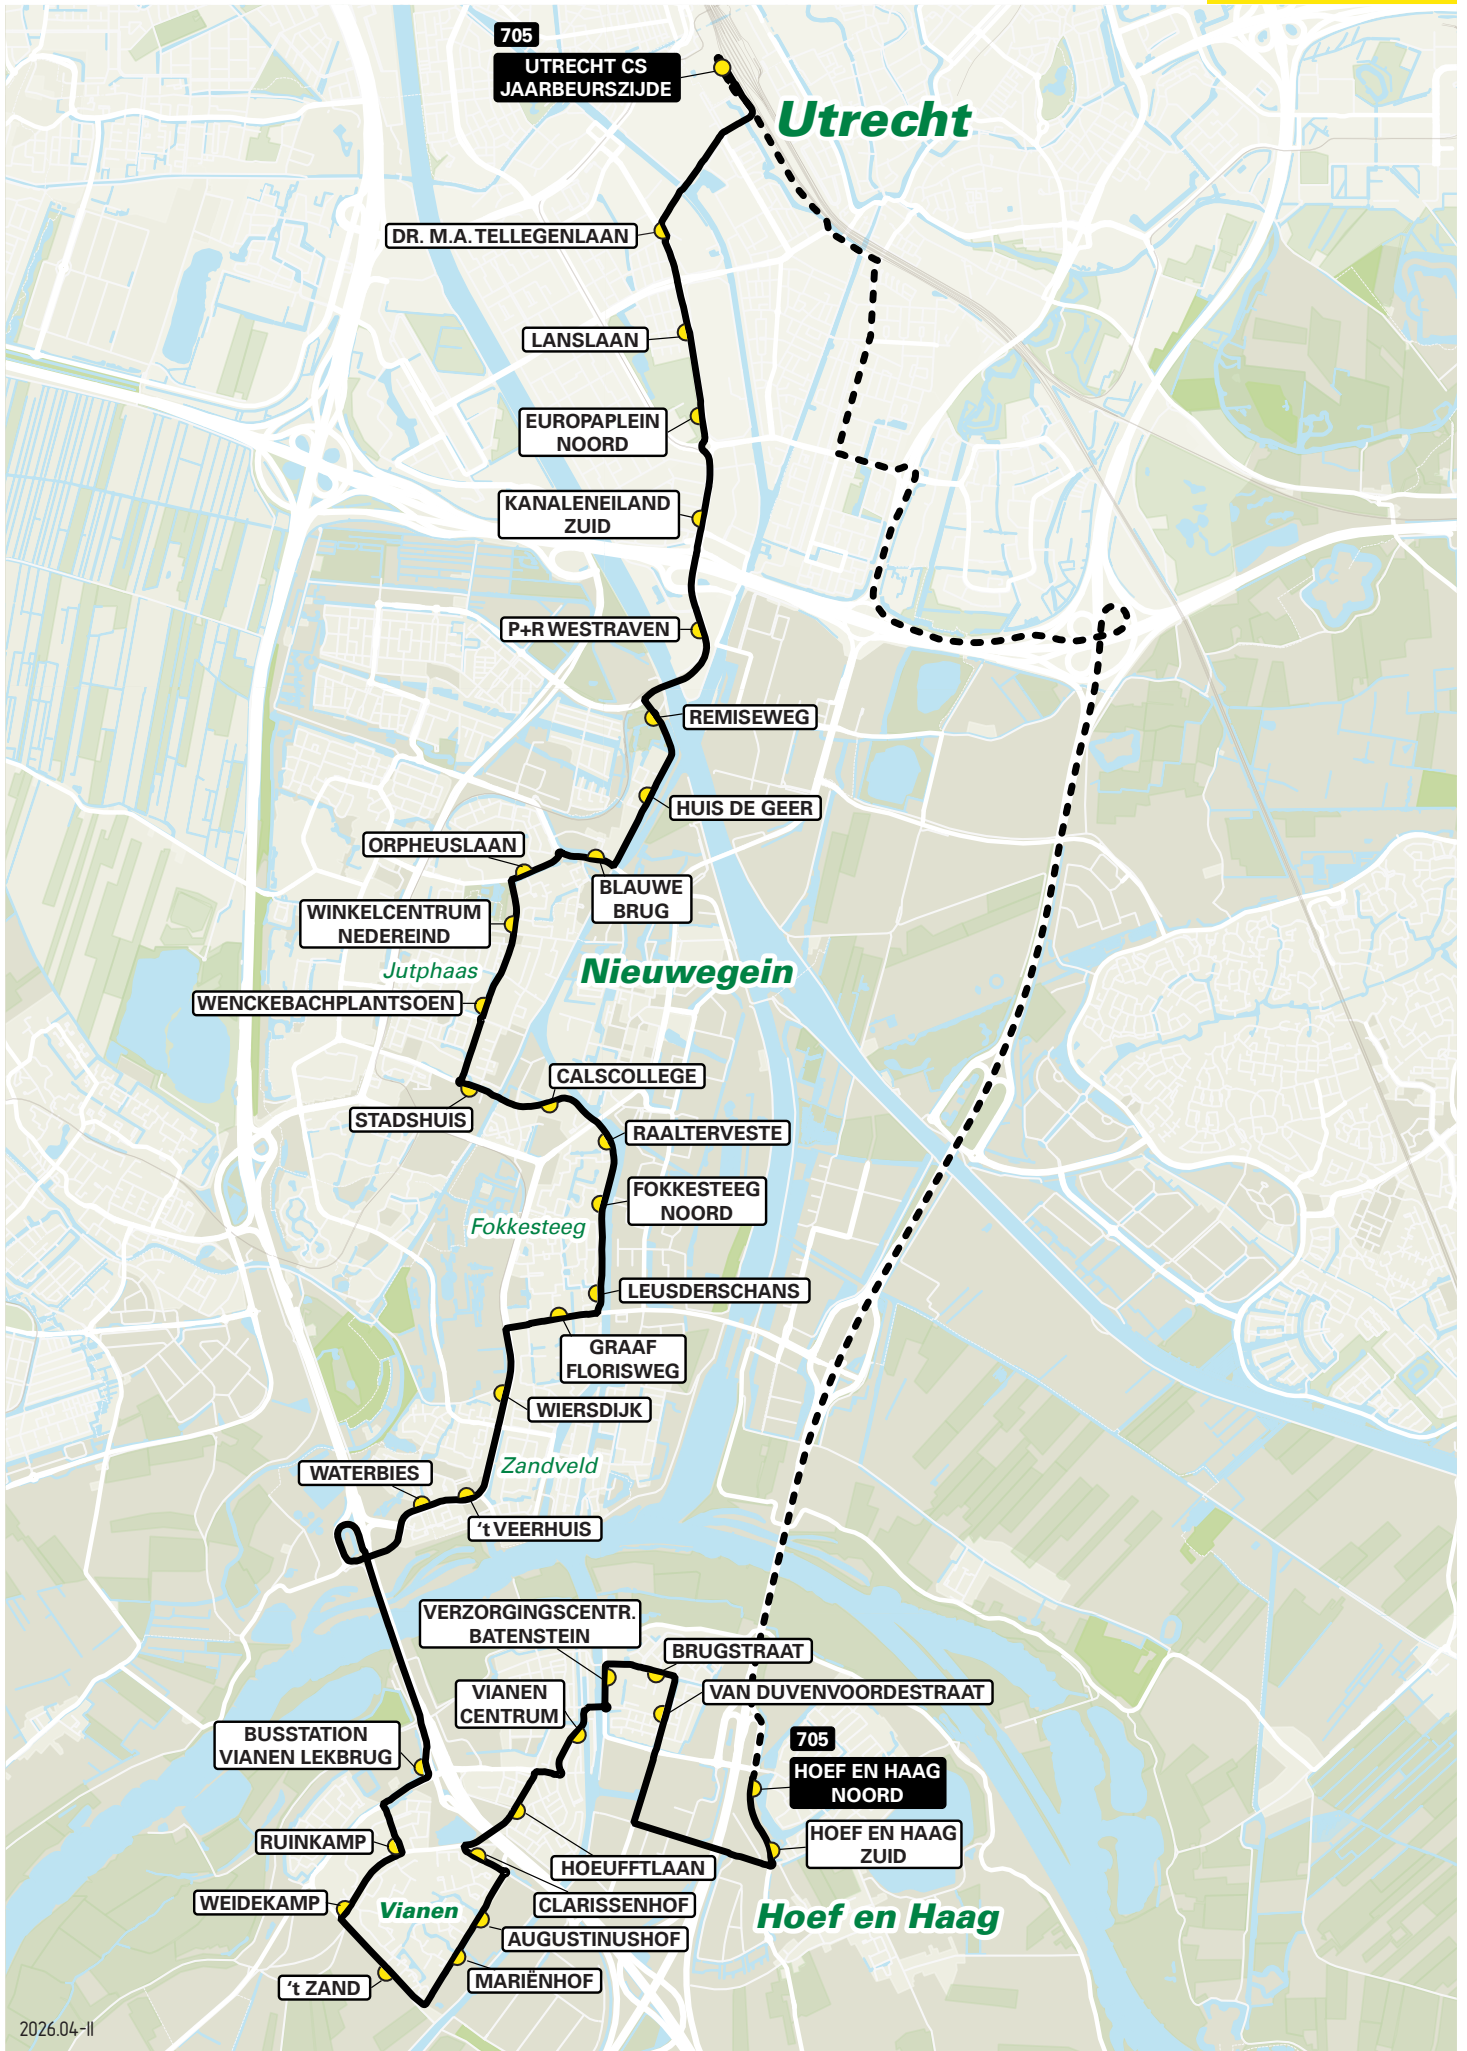 705
UTRECHT CS
JAARBEURSZIJDE
Utrecht
DR. M.A. TELLEGENLAAN
LANSLAAN
EUROPAPLEIN
NOORD
KANALENEILAND
ZUID
P+R WESTRAVEN
REMISEWEG
HUIS DE GEER
ORPHEUSLAAN
BLAUWE
BRUG
WINKELCENTRUM
NEDEREIND
Jutphaas
Nieuwegein
WENCKEBACHPLANTSOEN
CALSCOLLEGE
STADSHUIS
RAALTERVESTE
FOKKESTEEG
NOORD
Fokkesteeg
LEUSDERSCHANS
GRAAF
FLORISWEG
WIERSDIJK
Zandveld
WATERBIES
‘t VEERHUIS
VERZORGINGSCENTR.
BATENSTEIN
BRUGSTRAAT
VIANEN
CENTRUM
VAN DUVENVOORDESTRAAT
BUSSTATION
VIANEN LEKBRUG
705
HOEF EN HAAG
NOORD
RUINKAMP
HOEF EN HAAG
ZUID
HOEUFFTLAAN
WEIDEKAMP
Vianen
CLARISSENHOF
Hoef en Haag
AUGUSTINUSHOF
‘t ZAND
MARIËNHOF
2026.04-II